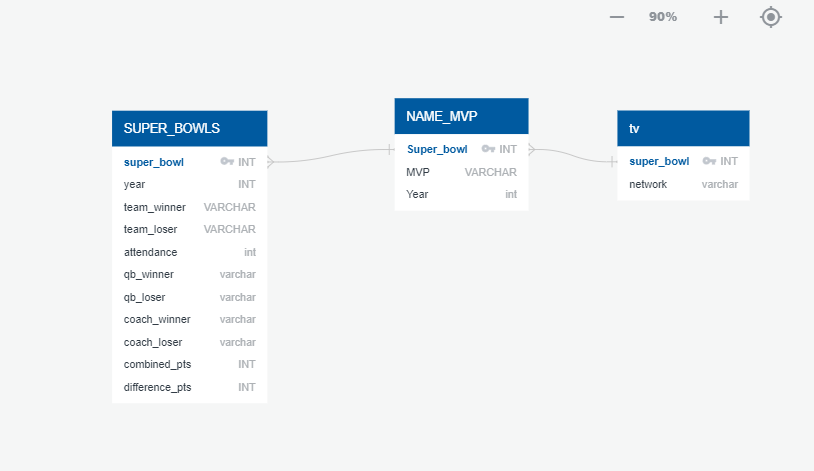 90%
SUPER_BOWLS
super_bowl INT
year INT
team_winner VARCHAR
team_loser VARCHAR
attendance int
qb_winner varchar
qb_loser varchar
coach_winner varchar
coach_loser varchar
combined_pts INT
difference_pts INT
NAME_MVP
Super_bowl INT
MVP VARCHAR
Year int
tv
super_bowl INT
network varchar